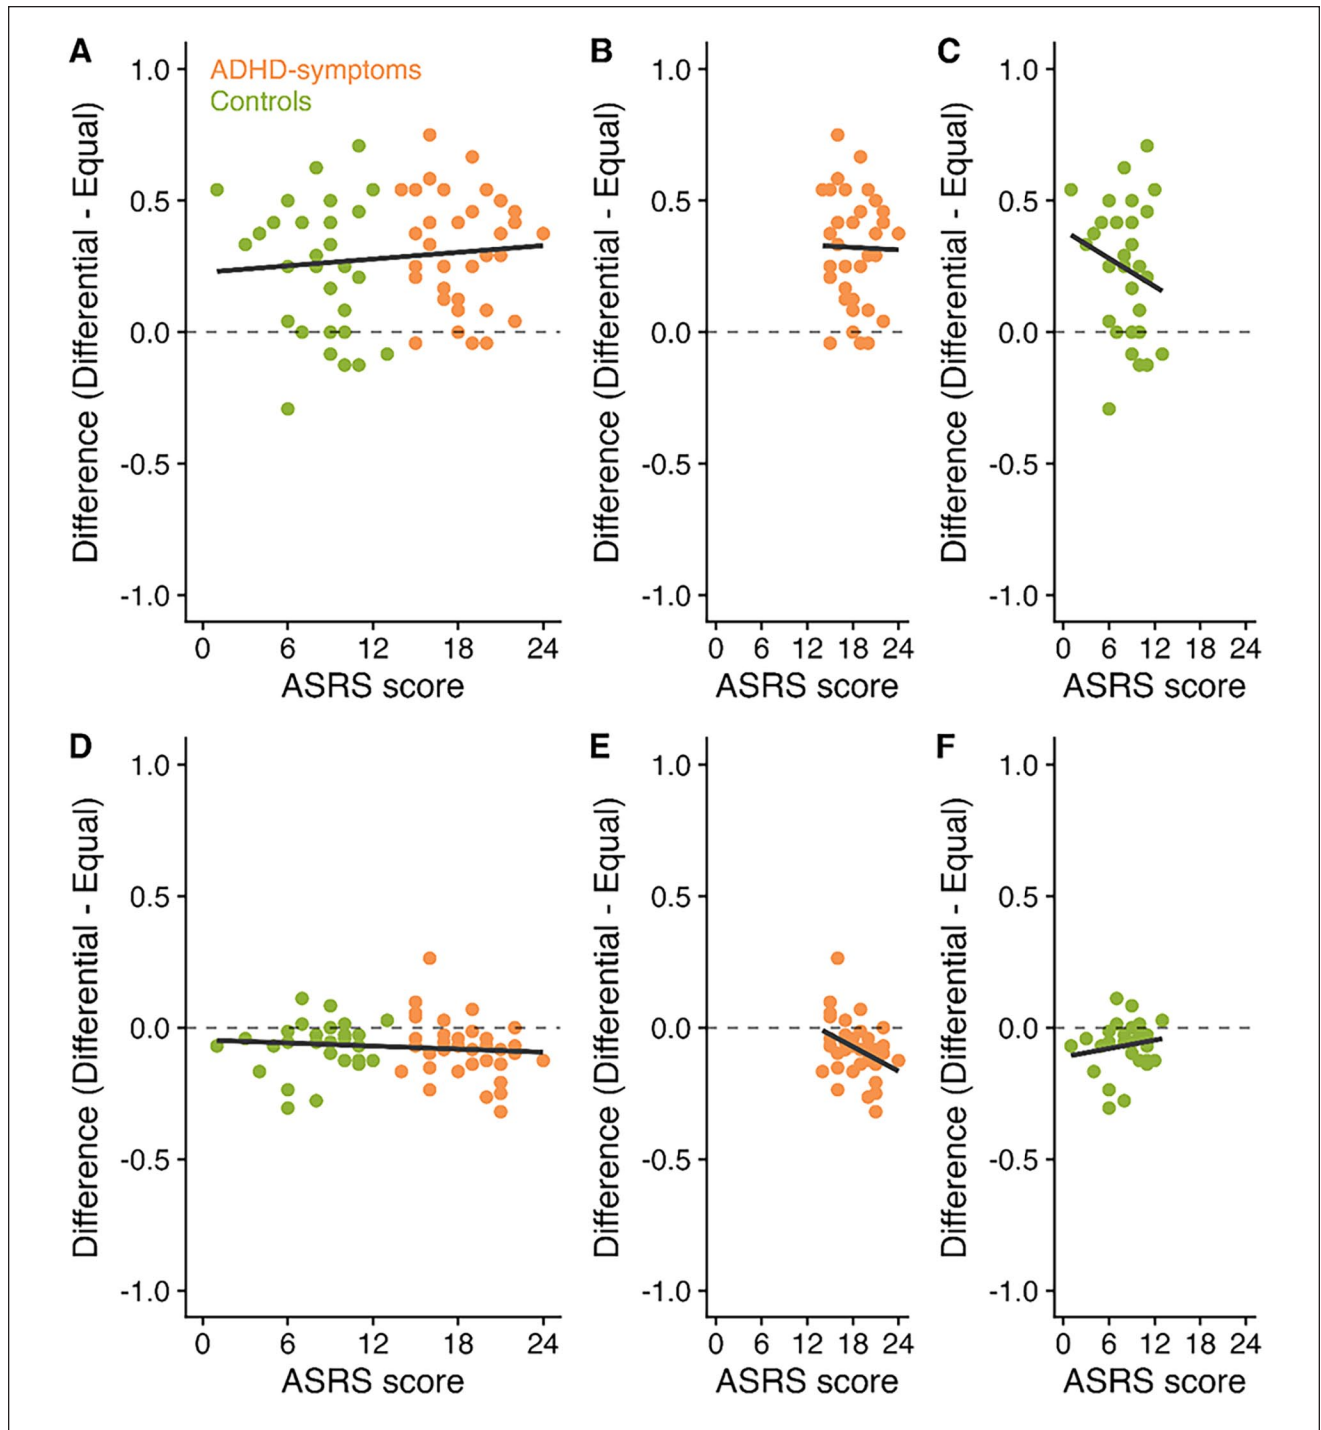 A
ADHD-symptoms
Controls
Difference (Differential - Equal)
1.0
0.5
0.0
-0.5
-1.0
0 6 12 18 24
ASRS score
B
Difference (Differential - Equal)
1.0
0.5
0.0
-0.5
-1.0
0 6 12 18 24
ASRS score
C
Difference (Differential - Equal)
1.0
0.5
0.0
-0.5
-1.0
0 6 12 18 24
ASRS score
D
Difference (Differential - Equal)
1.0
0.5
0.0
-0.5
-1.0
0 6 12 18 24
ASRS score
E
Difference (Differential - Equal)
1.0
0.5
0.0
-0.5
-1.0
0 6 12 18 24
ASRS score
F
Difference (Differential - Equal)
1.0
0.5
0.0
-0.5
-1.0
0 6 12 18 24
ASRS score